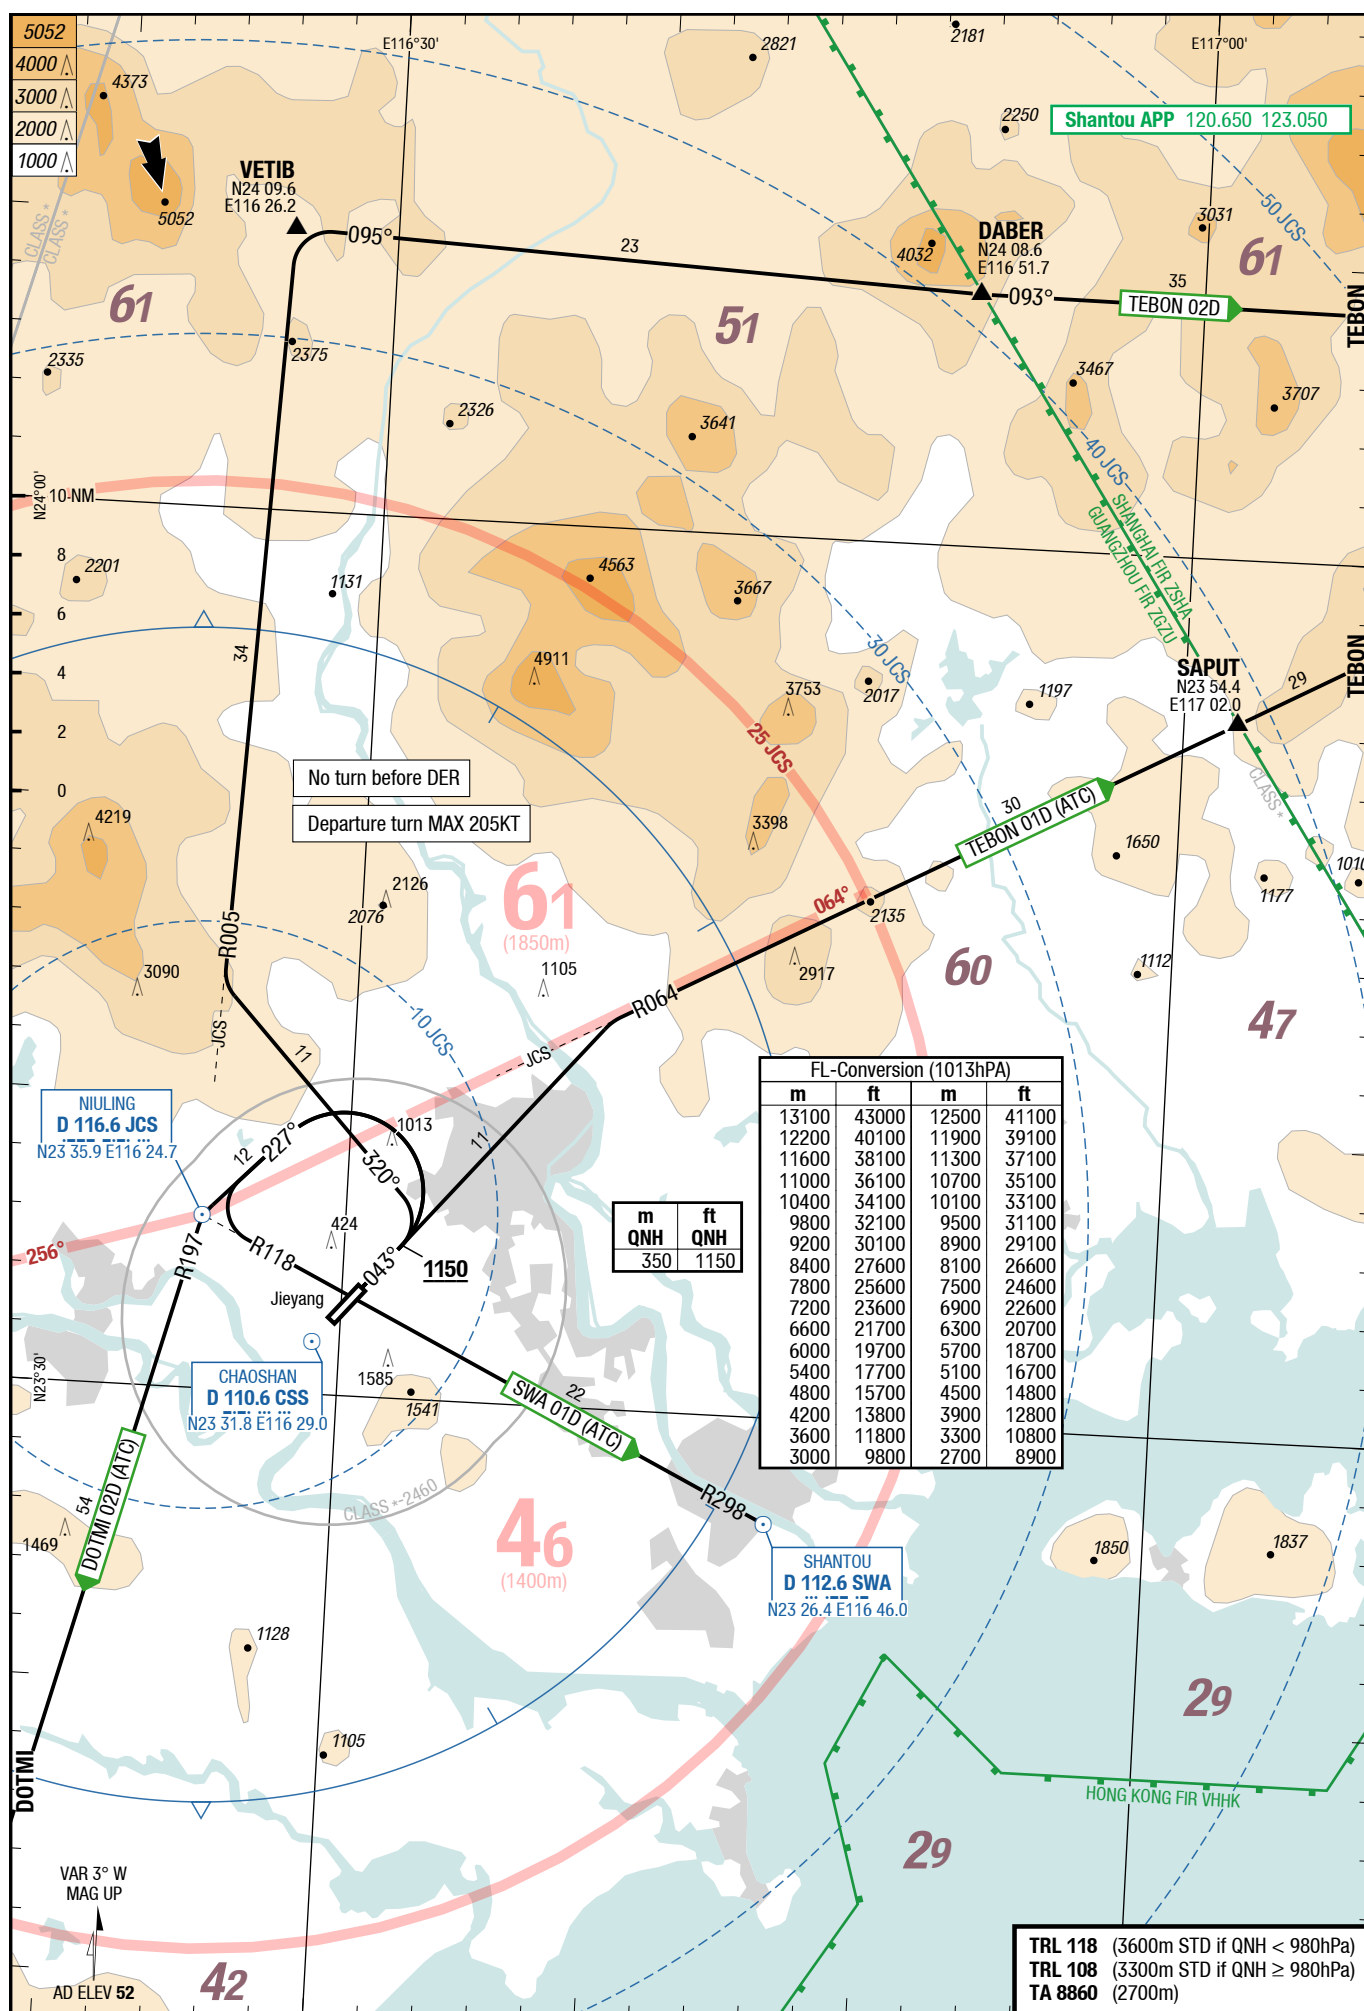 5052
4000
3000
2000
1000
4373
5052
E116°30'
2821
2181
E117°00'
2250
Shantou APP 120.650 123.050
CLASS *
CLASS *
VETIB
N24 09.6
E116 26.2
095°
23
4032
DABER
N24 08.6
E116 51.7
093°
35
TEBON 02D
TEBON
3031
50 JCS
61
61
51
2335
2375
2326
3641
3467
3707
40 JCS
SHANGHAI FIR ZSHA
GUANGZHOU FIR ZGZU
N24°00'
10 NM
8
6
4
2
0
2201
1131
4563
3667
34
4911
3753
2017
30 JCS
1197
SAPUT
N23 54.4
E117 02.0
29
TEBON
25 JCS
No turn before DER
Departure turn MAX 205KT
4219
3398
30
TEBON 01D (ATC)
CLASS *
1650
1177
1010
2126
2076
61
(1850m)
064°
2135
R005
3090
1105
2917
60
1112
47
R064
JCS
JCS
11
10 JCS
FL-Conversion (1013hPA)
m ft m ft
13100 43000 12500 41100
12200 40100 11900 39100
11600 38100 11300 37100
11000 36100 10700 35100
10400 34100 10100 33100
9800 32100 9500 31100
9200 30100 8900 29100
8400 27600 8100 26600
7800 25600 7500 24600
7200 23600 6900 22600
6600 21700 6300 20700
6000 19700 5700 18700
5400 17700 5100 16700
4800 15700 4500 14800
4200 13800 3900 12800
3600 11800 3300 10800
3000 9800 2700 8900
NIULING
D 116.6 JCS
N23 35.9 E116 24.7
12
227°
1013
11
320°
m ft
QNH QNH
350 1150
256°
R197
R118
424
043°
1150
Jieyang
N23°30'
CHAOSHAN
D 110.6 CSS
N23 31.8 E116 29.0
1585
1541
22
SWA 01D (ATC)
R298
CLASS *-2460
54
DOTMI 02D (ATC)
1469
46
(1400m)
SHANTOU
D 112.6 SWA
N23 26.4 E116 46.0
1850
1837
1128
1105
DOTMI
29
HONG KONG FIR VHHK
29
VAR 3° W
MAG UP
AD ELEV 52
42
TRL 118 (3600m STD if QNH < 980hPa)
TRL 108 (3300m STD if QNH ≥ 980hPa)
TA 8860 (2700m)